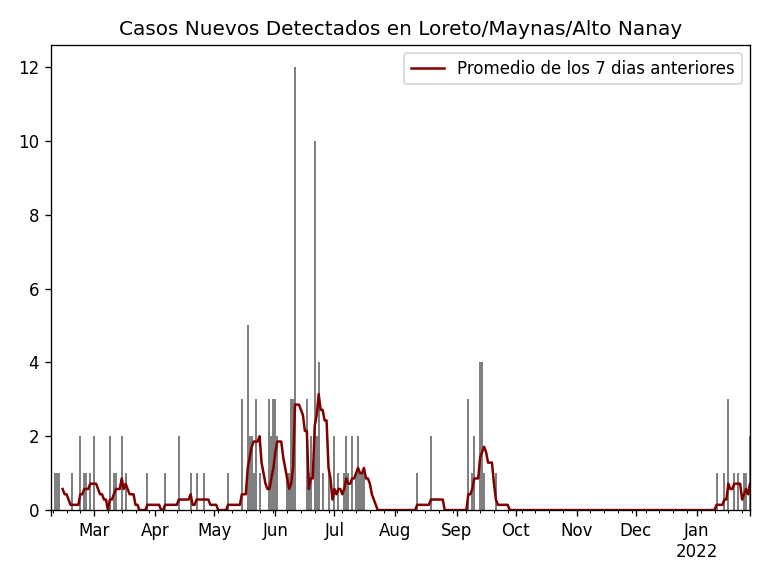 Casos Nuevos Detectados en Loreto/Maynas/Alto Nanay
Promedio de los 7 dias anteriores
12
10
8
6
4
2
0
Mar Apr May Jun Jul Aug Sep Oct Nov Dec Jan
2022